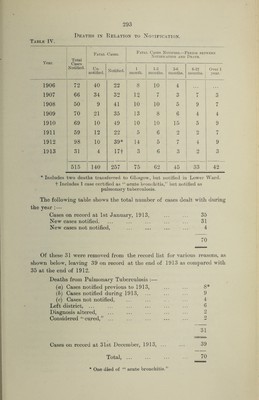 293
Deaths in Relation to Notification.
Table IV.
Year. Total Cases Notified. Fatal Cases. Fatal Cases Notified—Period between Notification and Death.
Un-notified. Notified. 1 month. 1-3 months. 3-6 months. 6-12 months. Over 1 year.
1906 72 40 22 8 10 4 ... ...
1907 66 34 32 12 7 3 7 3
1908 50 9 41 10 10 5 9 7
1909 70 21 35 13 8 6 4 4
1910 69 10 49 10 10 15 5 9
1911 59 12 22 5 6 2 2 7
1912 98 10 39* 14 5 7 4 9
1913 31 4 17† 3 6 3 2 3
515 140 257 75 62 45 33 42
* Includes two deaths transferred to Glasgow, but notified in Lower Ward.
† Includes 1 case certified as "acute bronchitis," but notified as
pulmonary tuberculosis.
The following table shows the total number of cases dealt with during
the year :—
Cases on record at 1st January, 1913, ... ... 35
New cases notified, ... ... ... 31
New cases not notified, ... ... ... 4
70
Of these 31 were removed from the record list for various reasons, as
shown below, leaving 39 on record at the end of 1913 as compared with
35 at the end of 1912.
Deaths from Pulmonary Tuberculosis :—
(a) Cases notified previous to 1913, ... ... 8*
(b) Cases notified during 1913, ... ... 9
(c) Cases not notified, ... ... ... 4
Left district, ... ... ... ... 6
Diagnosis altered, ... ... ... 2
Considered "cured," ... ... ... 2
31
Cases on record at 31st December, 1913, ... ... 39
Total, ... ... ... 70
* One died of "acute bronchitis."